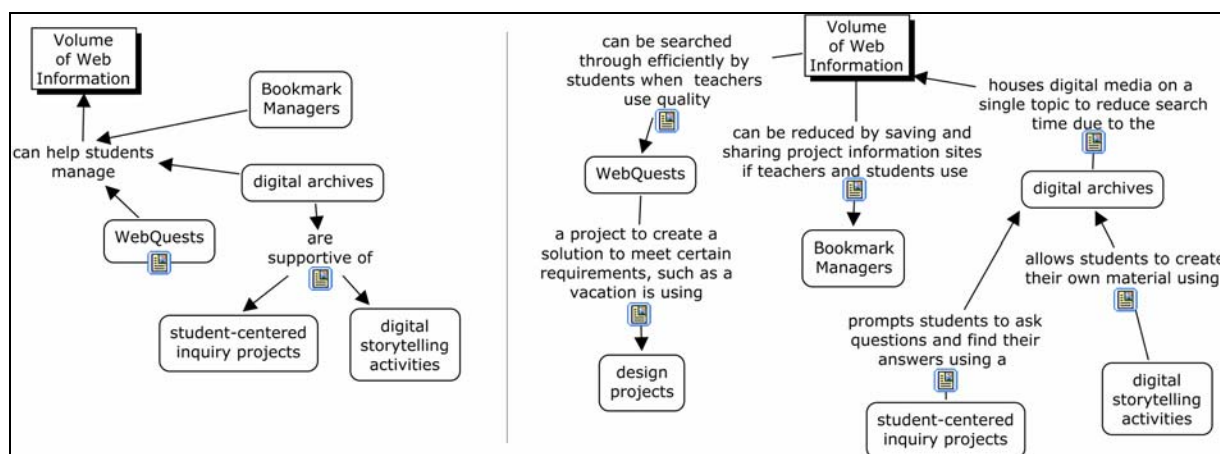 Volume
of Web
Information
Bookmark
Managers
can help students
manage
digital archives
WebQuests
are
supportive of
student-centered
inquiry projects
digital
storytelling
activities
can be searched
through efficiently by
students when teachers
use quality
Volume
of Web
Information
houses digital media on a
single topic to reduce search
time due to the
can be reduced by saving and
sharing project information sites
if teachers and students use
WebQuests
digital archives
a project to create a
solution to meet certain
requirements, such as a
vacation is using
Bookmark
Managers
allows students to create
their own material using
prompts students to ask
questions and find their
answers using a
design
projects
student-centered
inquiry projects
digital
storytelling
activities